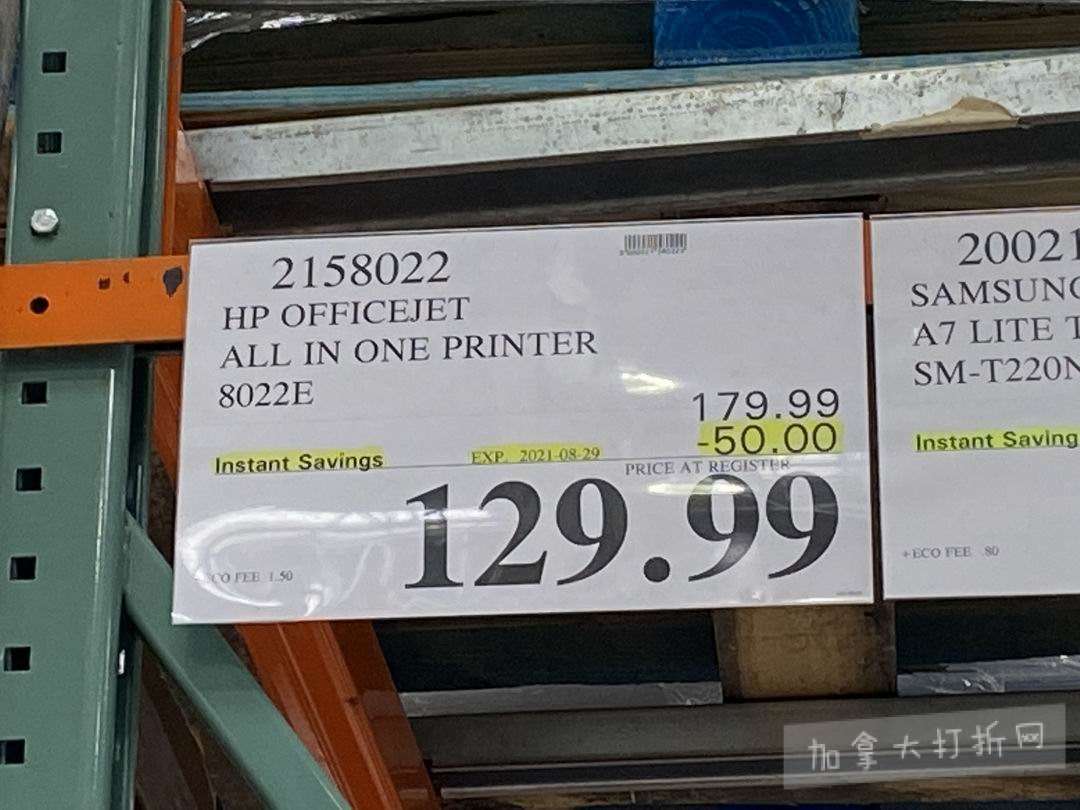 2158022
HP OFFICEJET
ALL IN ONE PRINTER
8022E
179.99
-50.00
Instant Savings
EXP. 2021-08-29
PRICE AT REGISTER
129.99
ECO FEE 1.50
20021
SAMSUNG
A7 LITE T
SM-T220N
Instant Saving
+ECO FEE .80
加拿大打折网